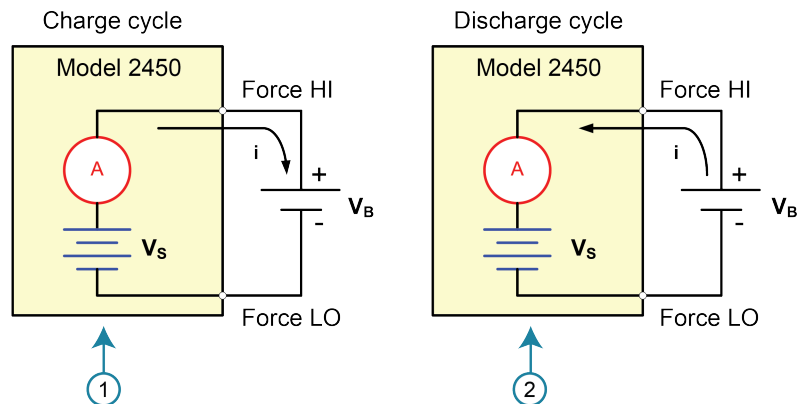 Charge cycle
Model 2450
Force HI
A
i
+
-
VB
VS
Force LO
1
Discharge cycle
Model 2450
Force HI
A
i
+
-
VB
VS
Force LO
2